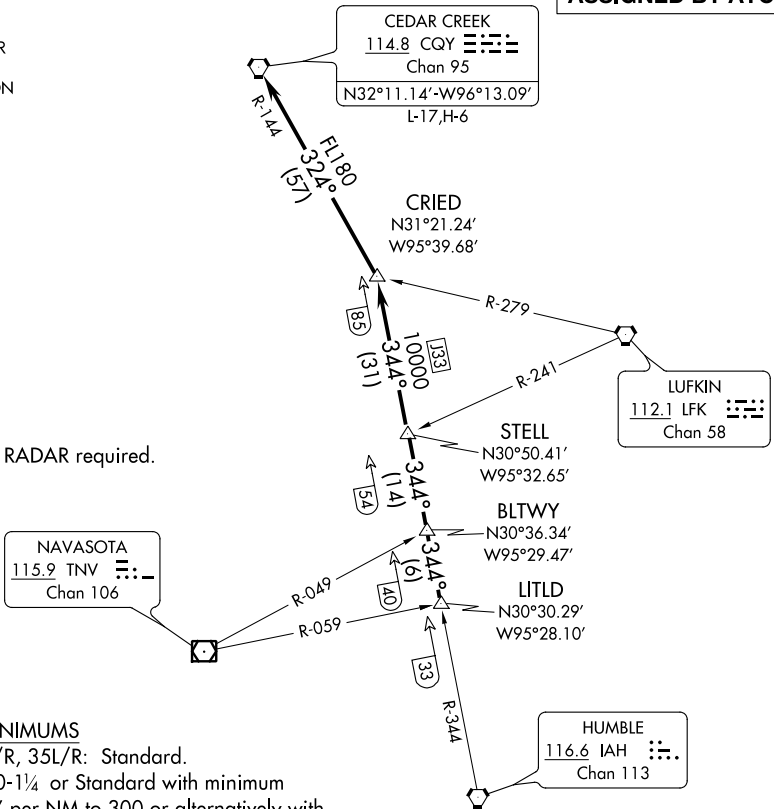 ASSIGNED BY ATC
R
ON
CEDAR CREEK
114.8 CQY
Chan 95
N32°11.14'-W96°13.09'
L-17,H-6
R-144
FL180
324°
(57)
CRIED
N31°21.24'
W95°39.68'
85
J33
10000
344°
(31)
R-279
R-241
LUFKIN
112.1 LFK
Chan 58
RADAR required.
STELL
N30°50.41'
W95°32.65'
54
344°
(14)
BLTWY
N30°36.34'
W95°29.47'
NAVASOTA
115.9 TNV
Chan 106
R-049
R-059
40
344°
(6)
LITLD
N30°30.29'
W95°28.10'
33
R-344
HUMBLE
116.6 IAH
Chan 113
NIMUMS
/R, 35L/R: Standard.
0-1¼ or Standard with minimum
per NM to 300 or alternatively with